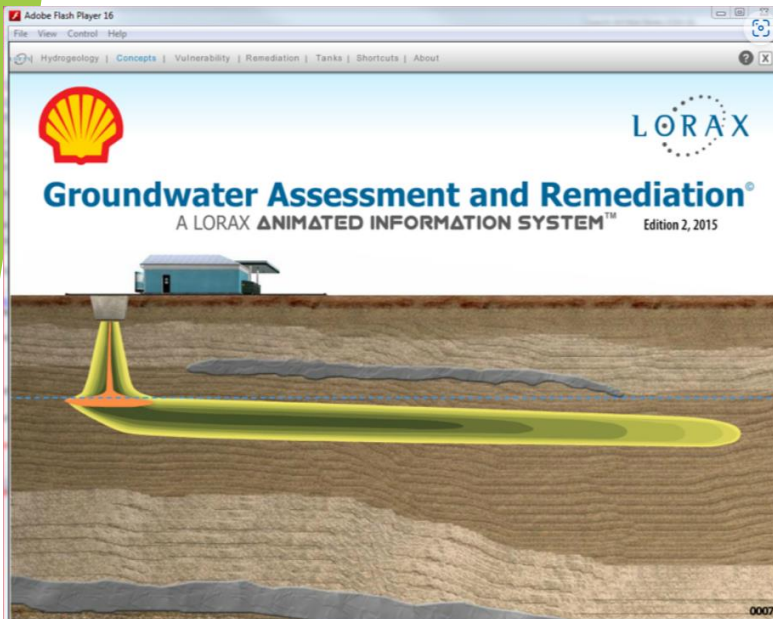 Adobe Flash Player 16
File View Control Help
Hydrogeology | Concepts | Vulnerability | Remediation | Tanks | Shortcuts | About
? X
LORAX
Groundwater Assessment and Remediation©
A LORAX ANIMATED INFORMATION SYSTEM™ Edition 2, 2015
0007